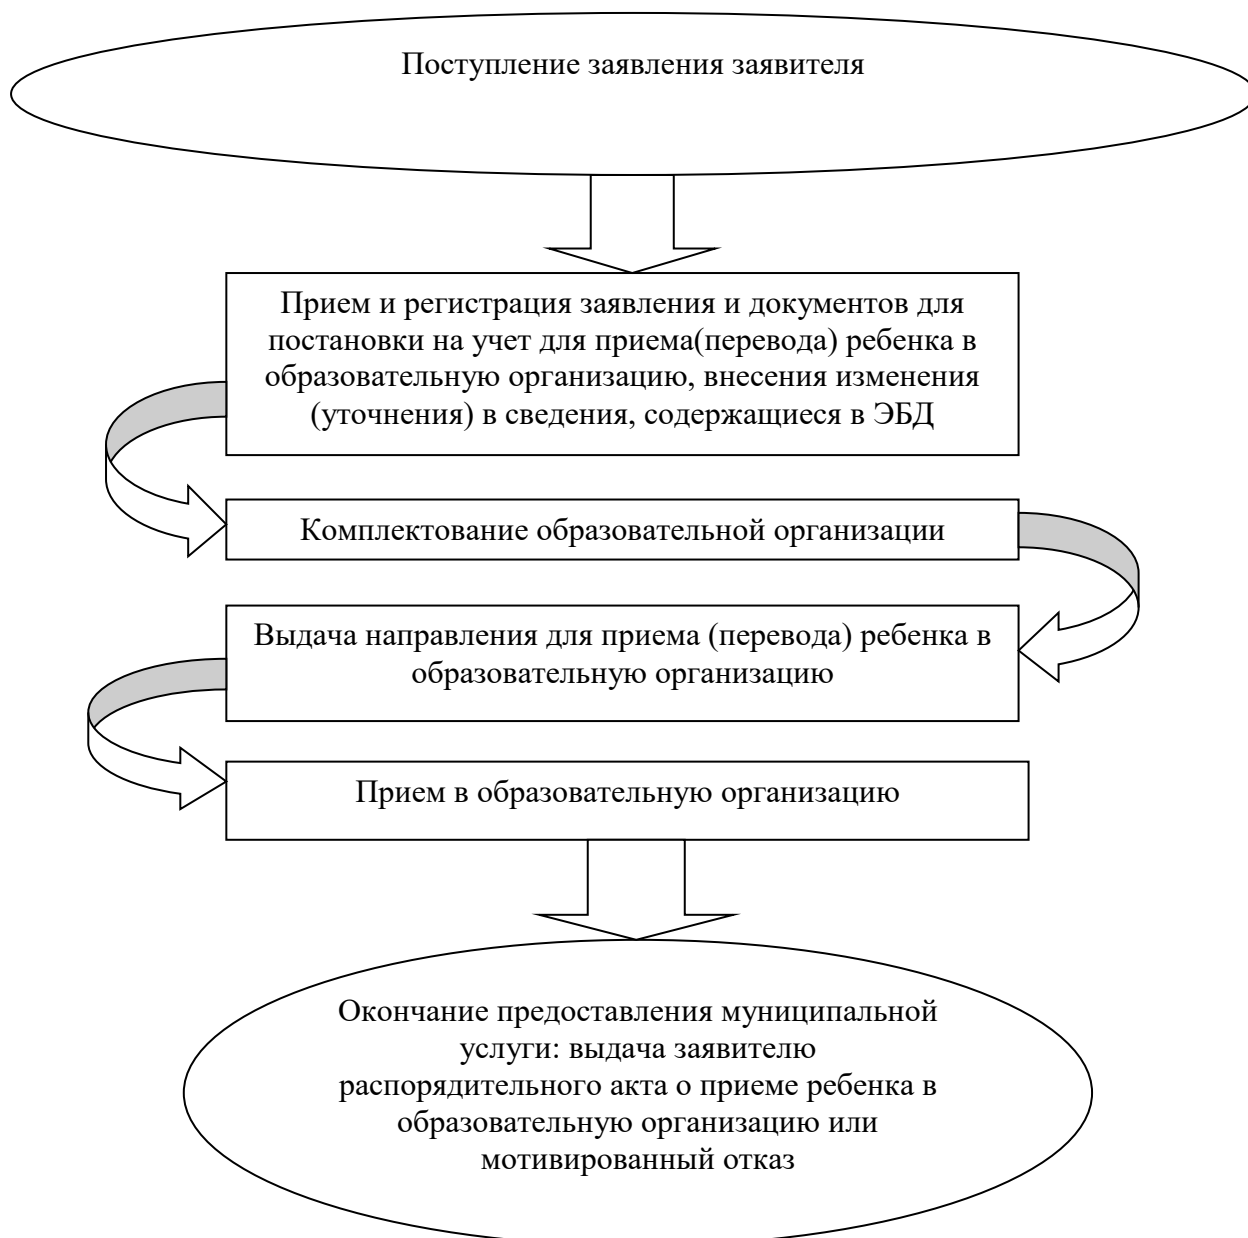 Поступление заявления заявителя
Прием и регистрация заявления и документов для
постановки на учет для приема(перевода) ребенка в
образовательную организацию, внесения изменения
(уточнения) в сведения, содержащиеся в ЭБД
Комплектование образовательной организации
Выдача направления для приема (перевода) ребенка в
образовательную организацию
Прием в образовательную организацию
Окончание предоставления муниципальной
услуги: выдача заявителю
распорядительного акта о приеме ребенка в
образовательную организацию или
мотивированный отказ